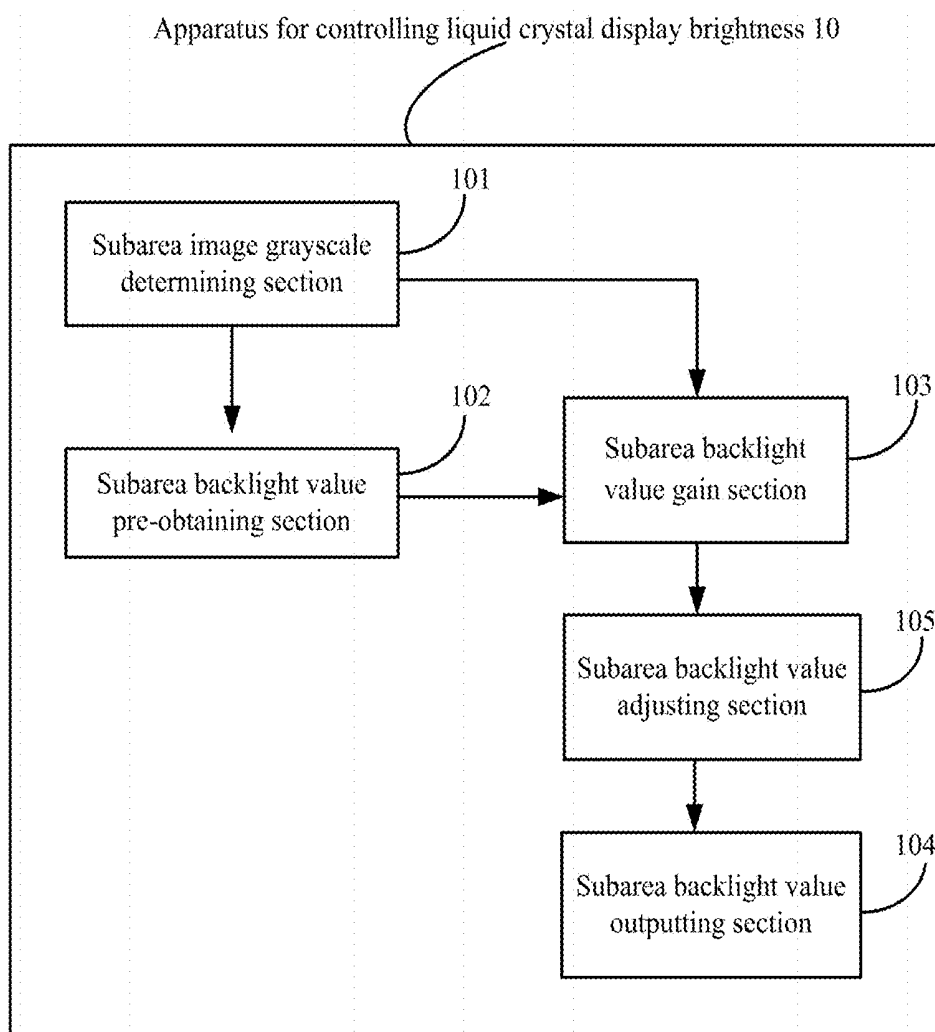 Apparatus for controlling liquid crystal display brightness 10
101
Subarea image grayscale
determining section
102
Subarea backlight value
pre-obtaining section
103
Subarea backlight
value gain section
105
Subarea backlight value
adjusting section
104
Subarea backlight value
outputting section